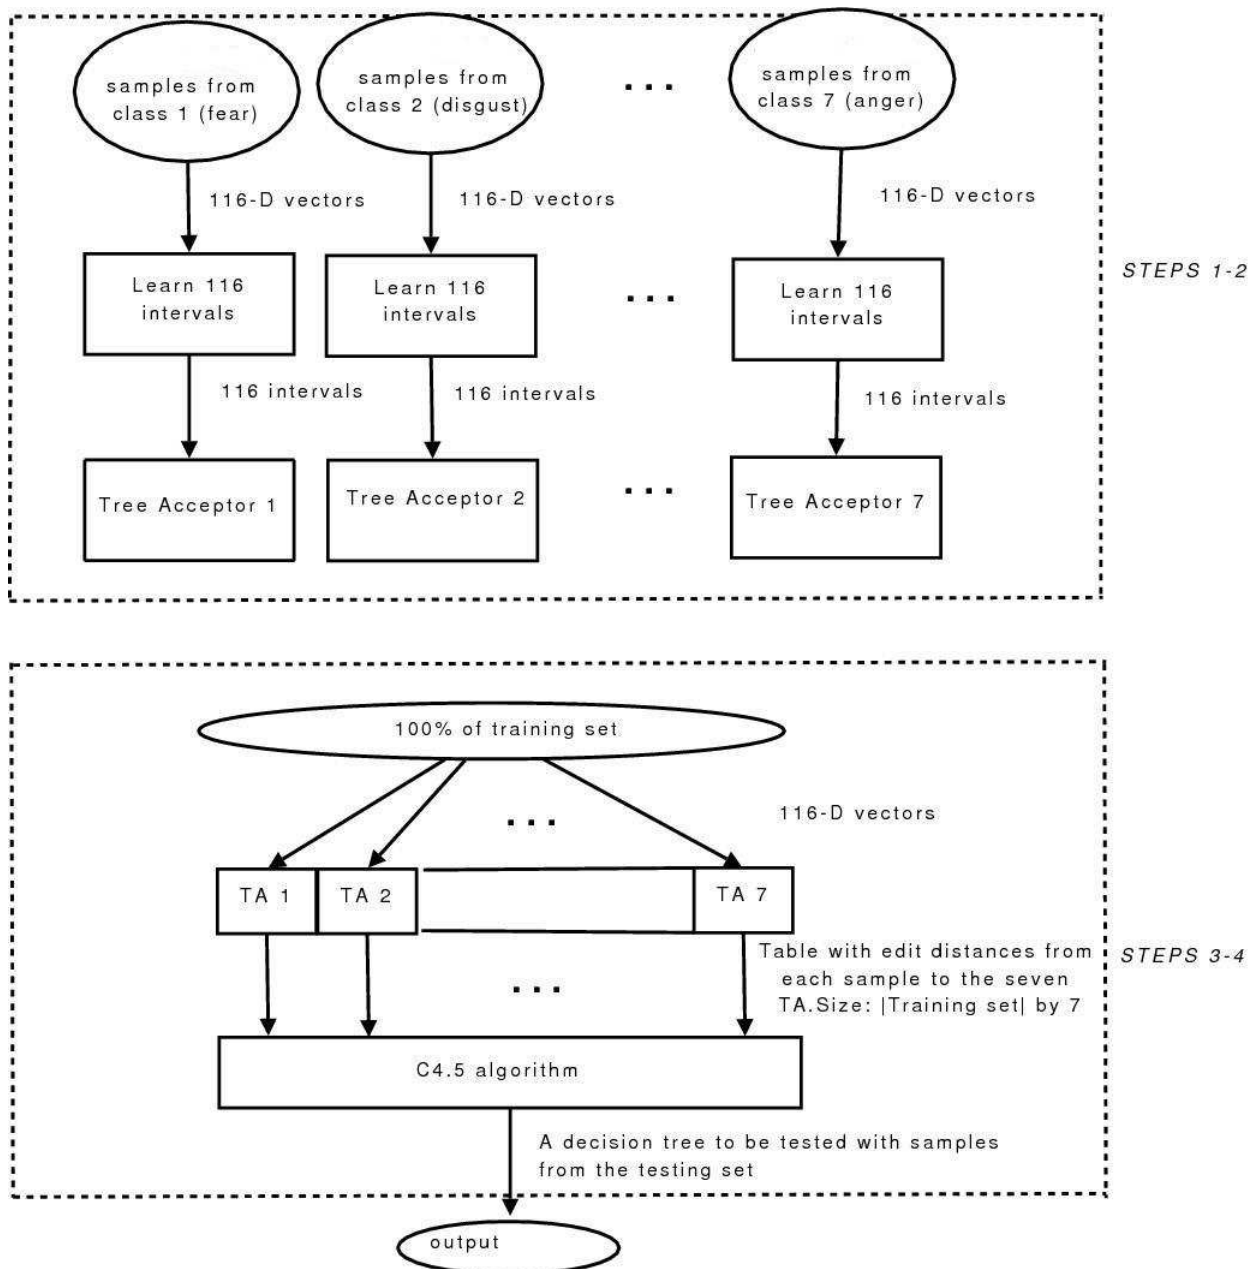 samples from
class 1 (fear)
samples from
class 2 (disgust)
...
samples from
class 7 (anger)
116-D vectors
116-D vectors
116-D vectors
Learn 116
intervals
Learn 116
intervals
...
Learn 116
intervals
STEPS 1-2
116 intervals
116 intervals
116 intervals
Tree Acceptor 1
Tree Acceptor 2
...
Tree Acceptor 7
100% of training set
...
116-D vectors
TA 1
TA 2
TA 7
Table with edit distances from
each sample to the seven
TA.Size: |Training set| by 7
STEPS 3-4
...
C4.5 algorithm
A decision tree to be tested with samples
from the testing set
output